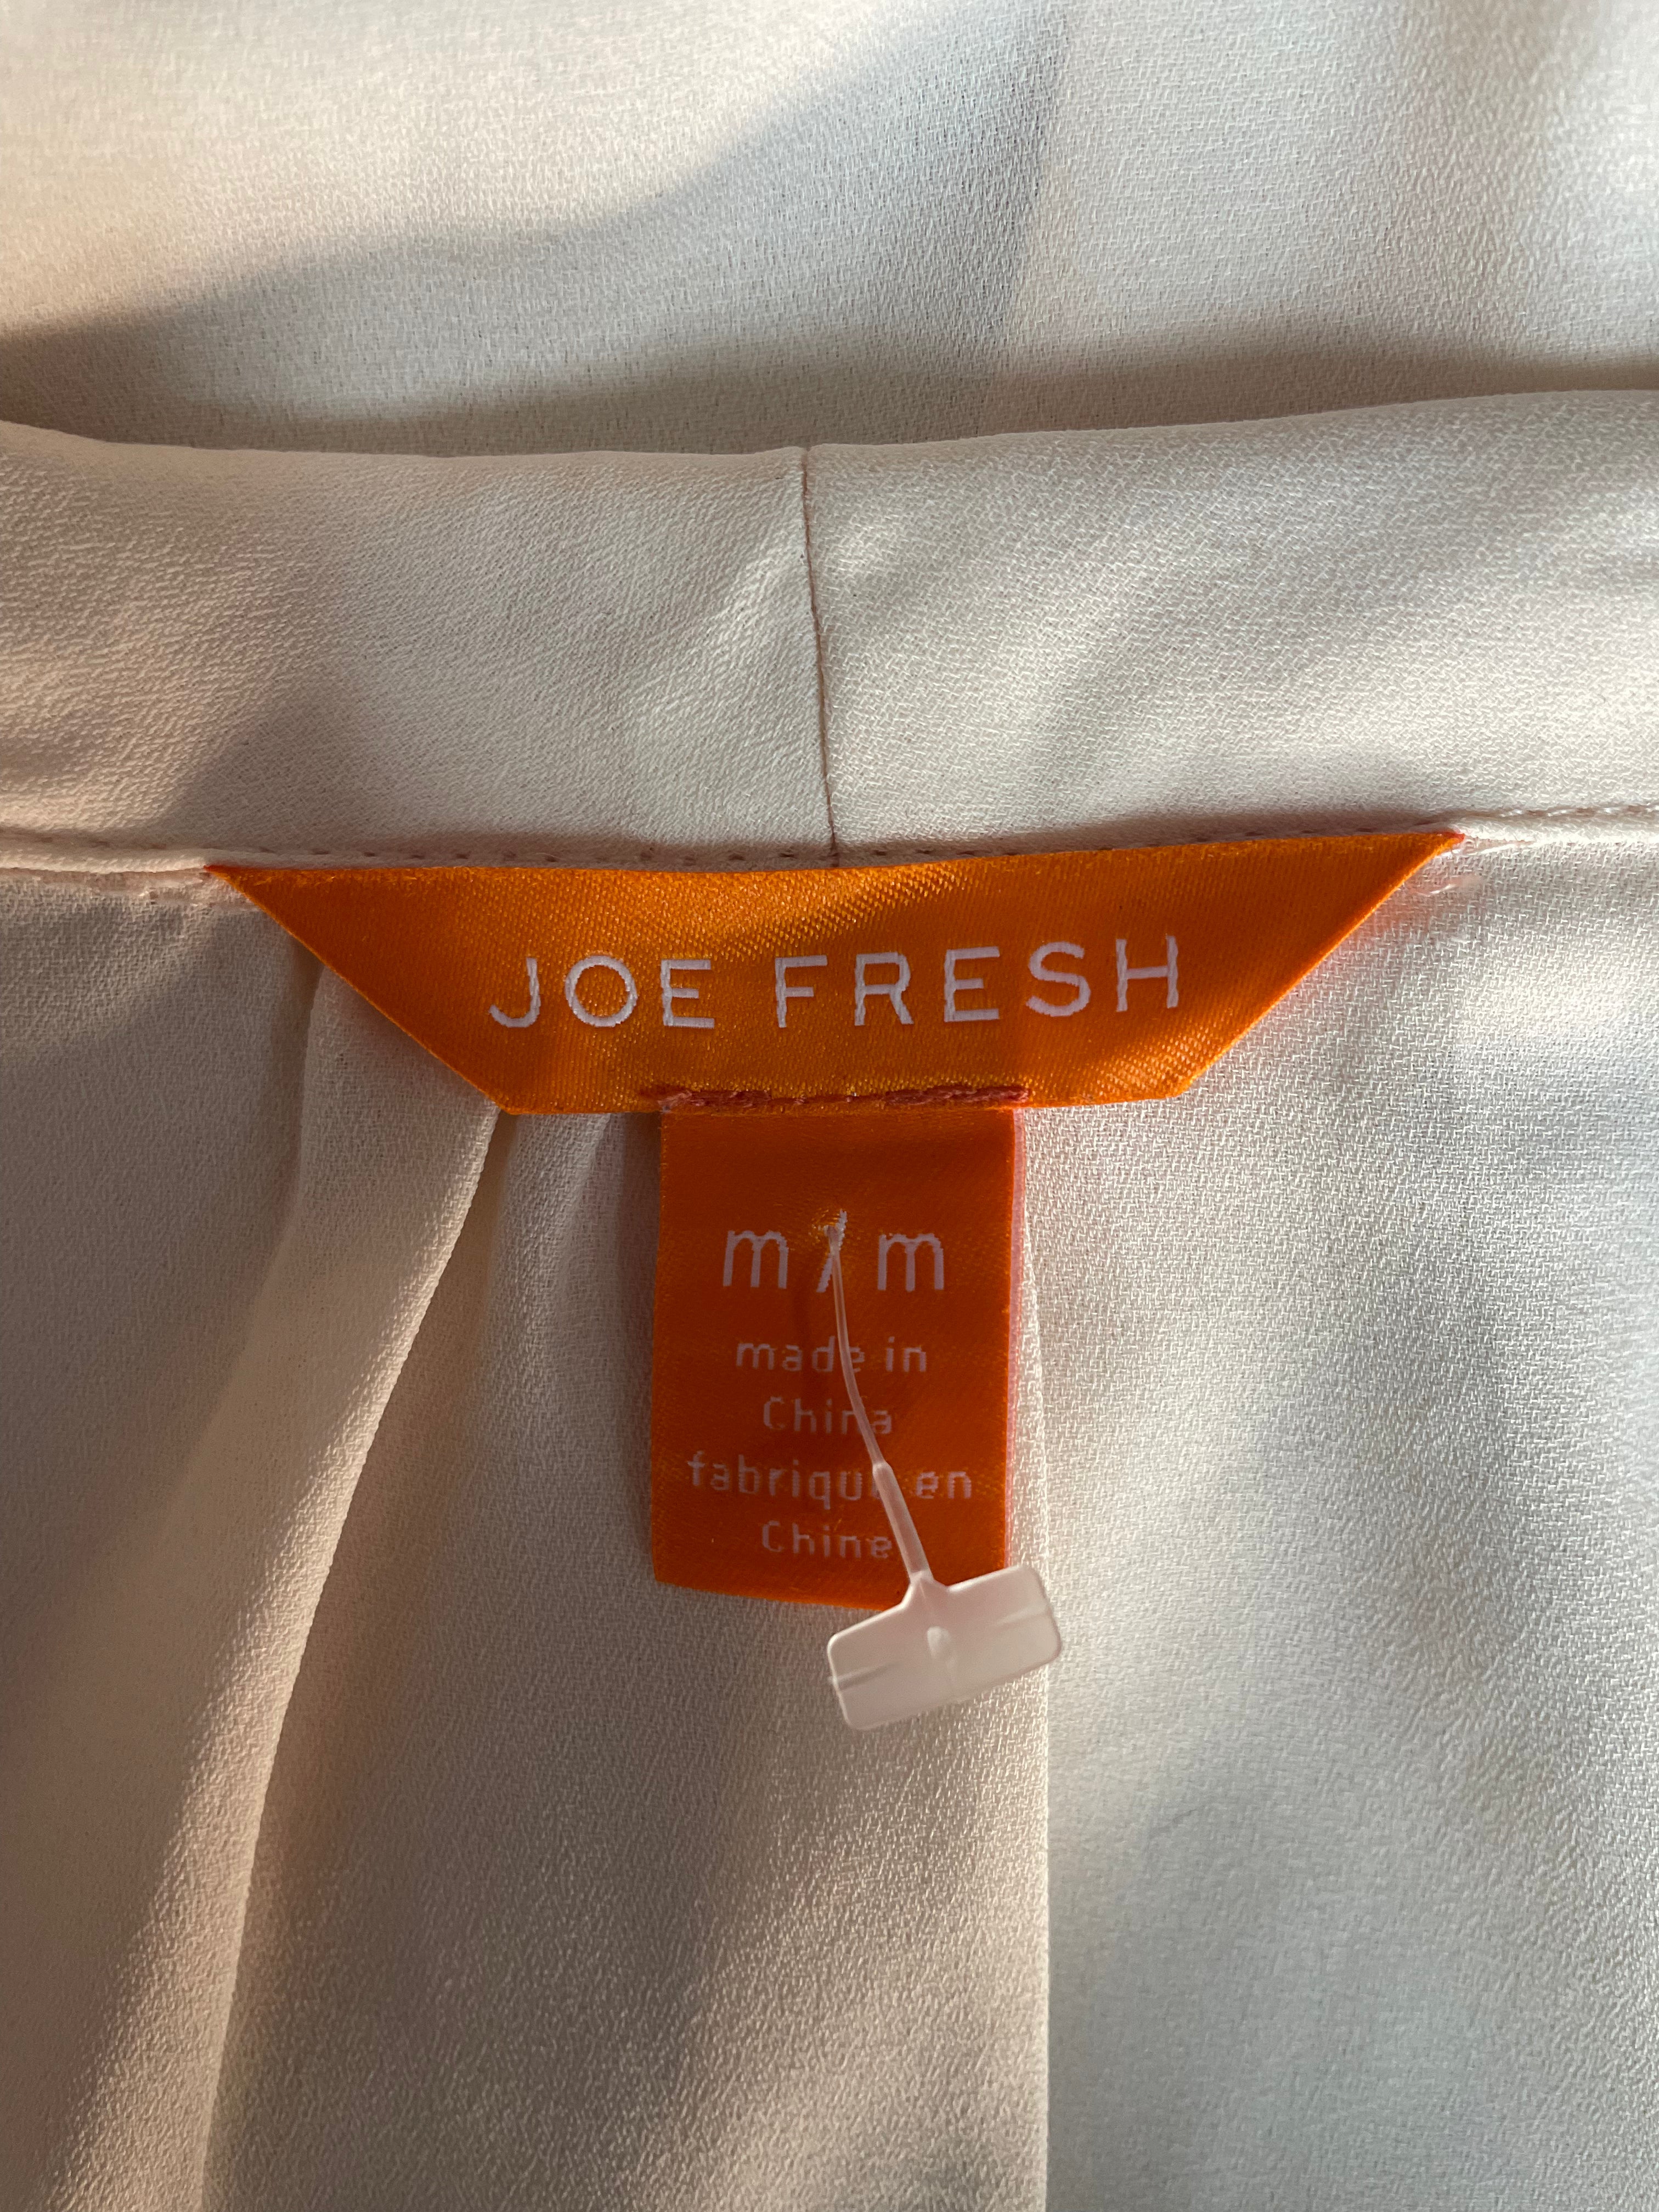 JOE FRESH
m / m
made in
China
fabriqué en
Chine